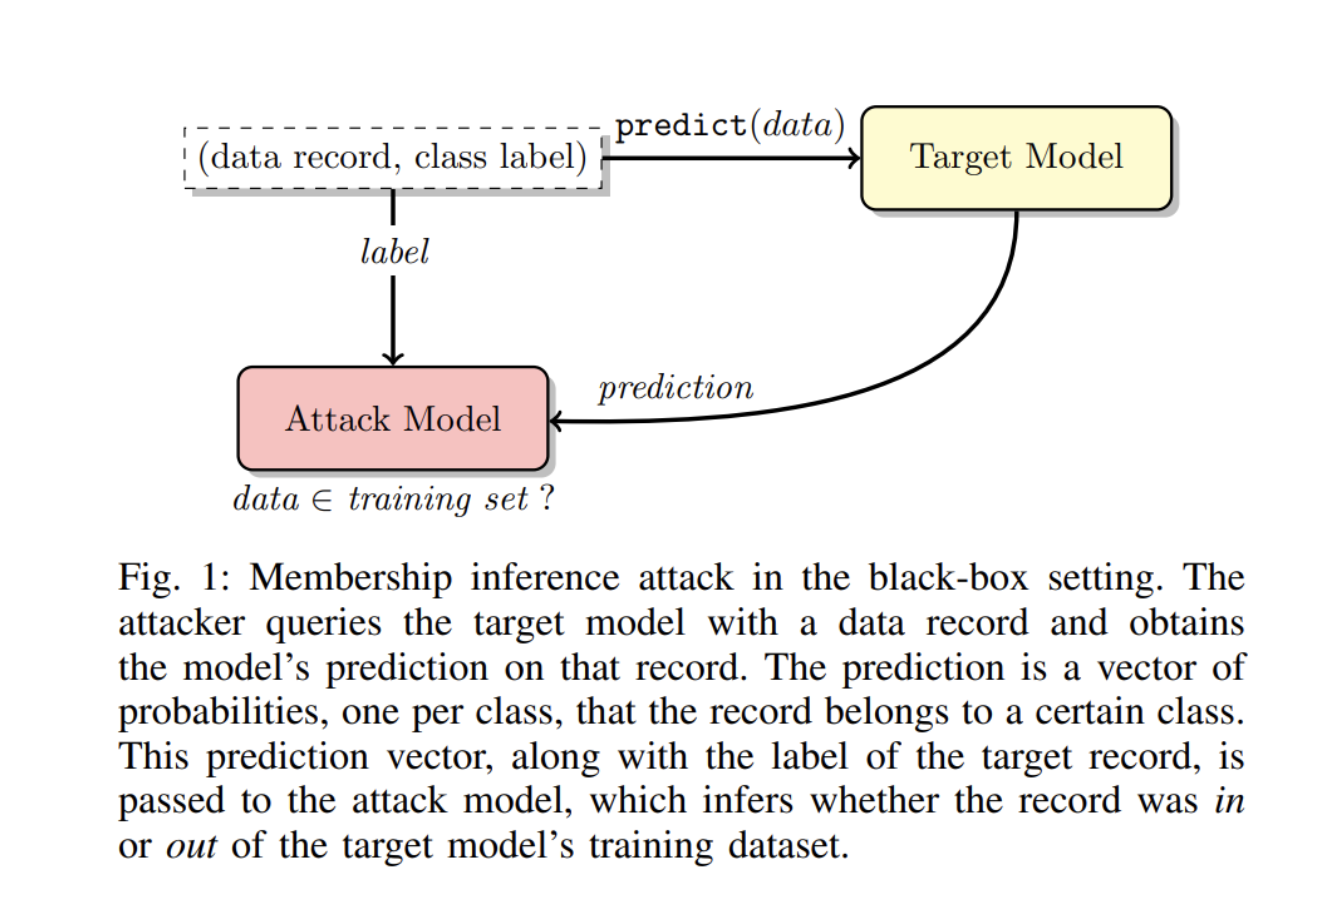 predict(data)
(data record, class label)
Target Model
label
prediction
Attack Model
data ∈ training set ?
Fig. 1: Membership inference attack in the black-box setting. The
attacker queries the target model with a data record and obtains
the model’s prediction on that record. The prediction is a vector of
probabilities, one per class, that the record belongs to a certain class.
This prediction vector, along with the label of the target record, is
passed to the attack model, which infers whether the record was in
or out of the target model’s training dataset.